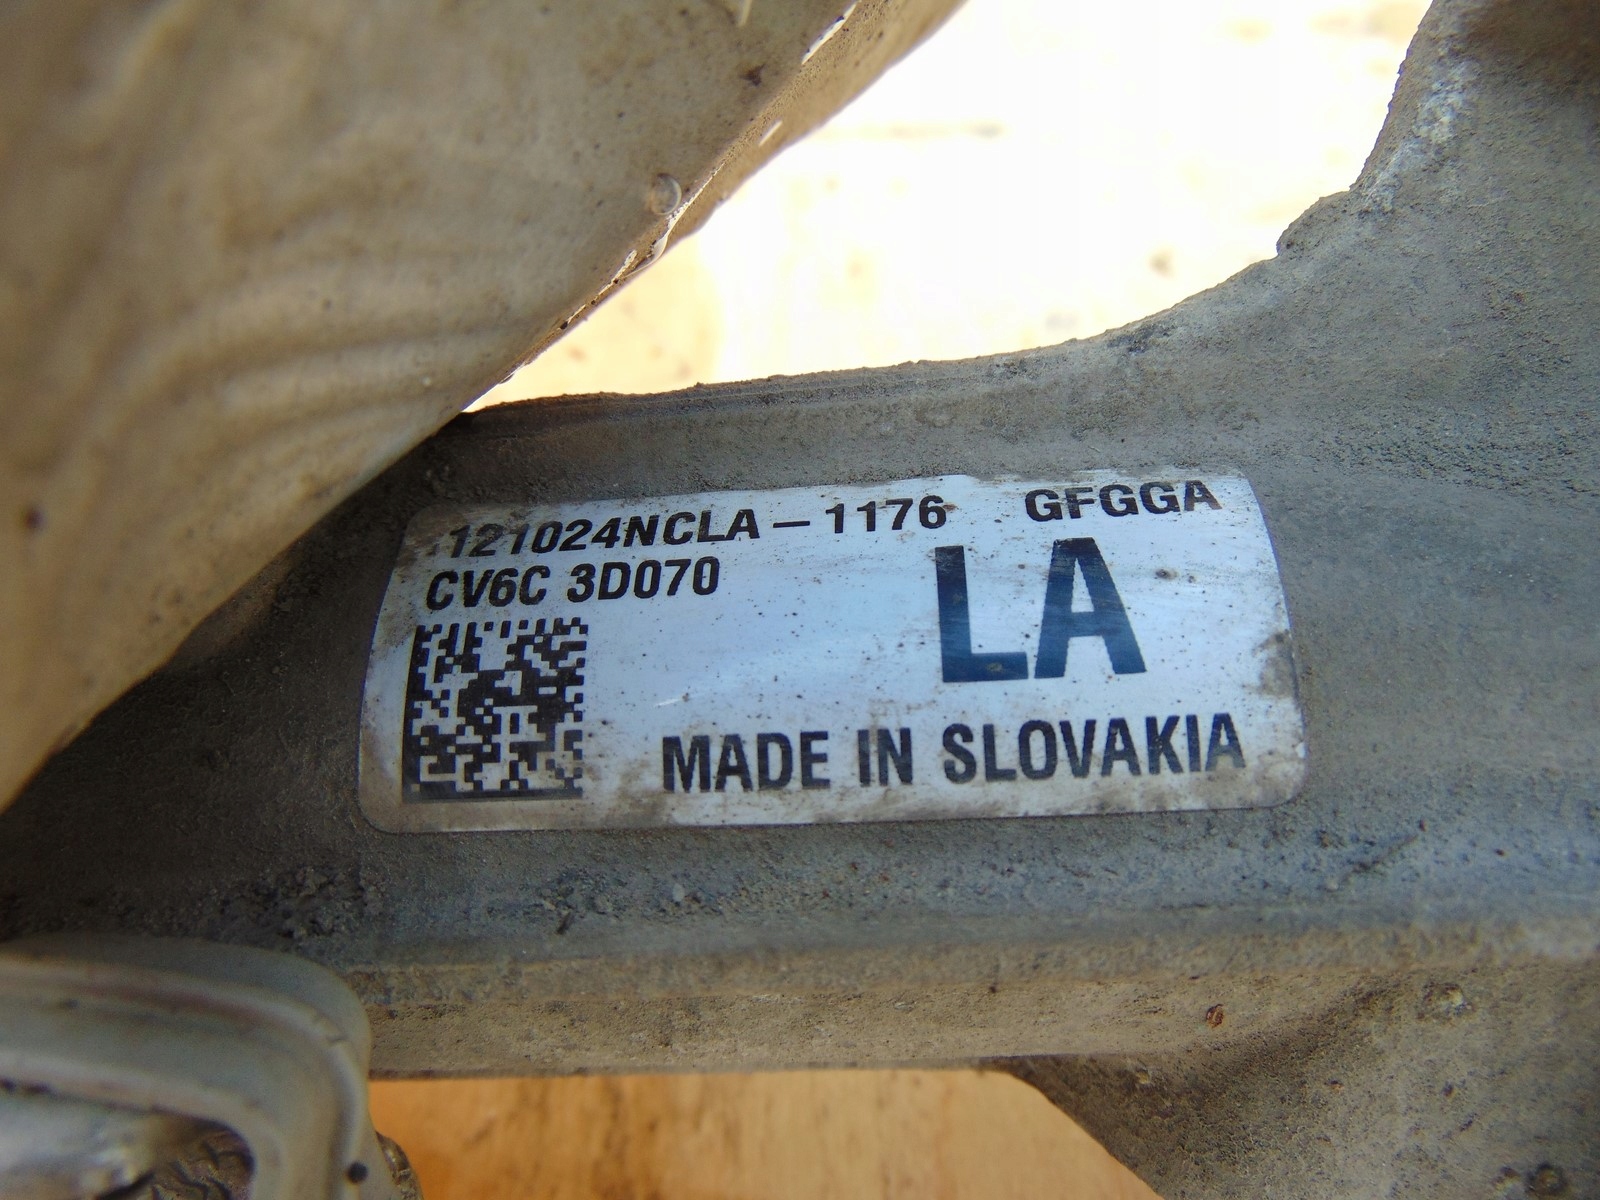 121024NCLA-1176 GFGGA
CV6C 3D070
LA
MADE IN SLOVAKIA